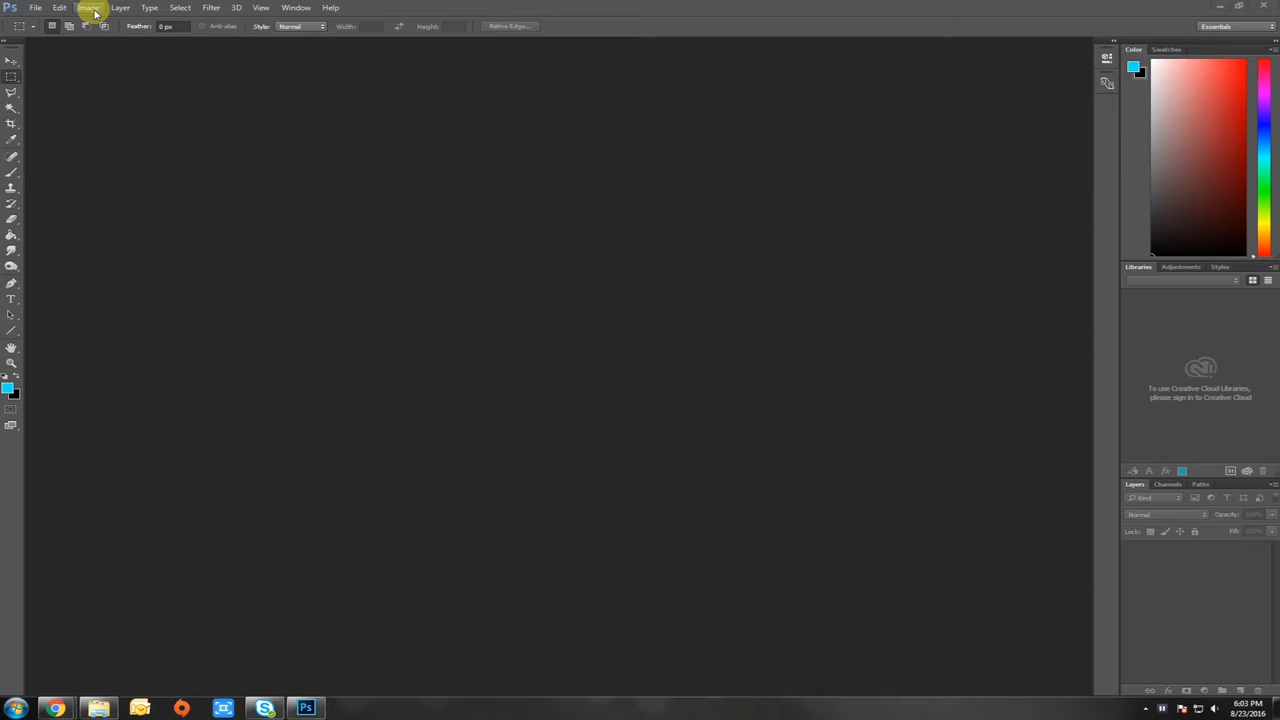 Ps File Edit Image Layer Type Select Filter 3D View Window Help
Feather: 0 px Anti-alias Style: Normal Width: Height: Refine Edge... Essentials
Color Swatches
Libraries Adjustments Styles
To use Creative Cloud Libraries,
please sign in to Creative Cloud
Layers Channels Paths
Kind
Normal Opacity: 100%
Lock: Fill: 100%
6:03 PM
8/23/2016